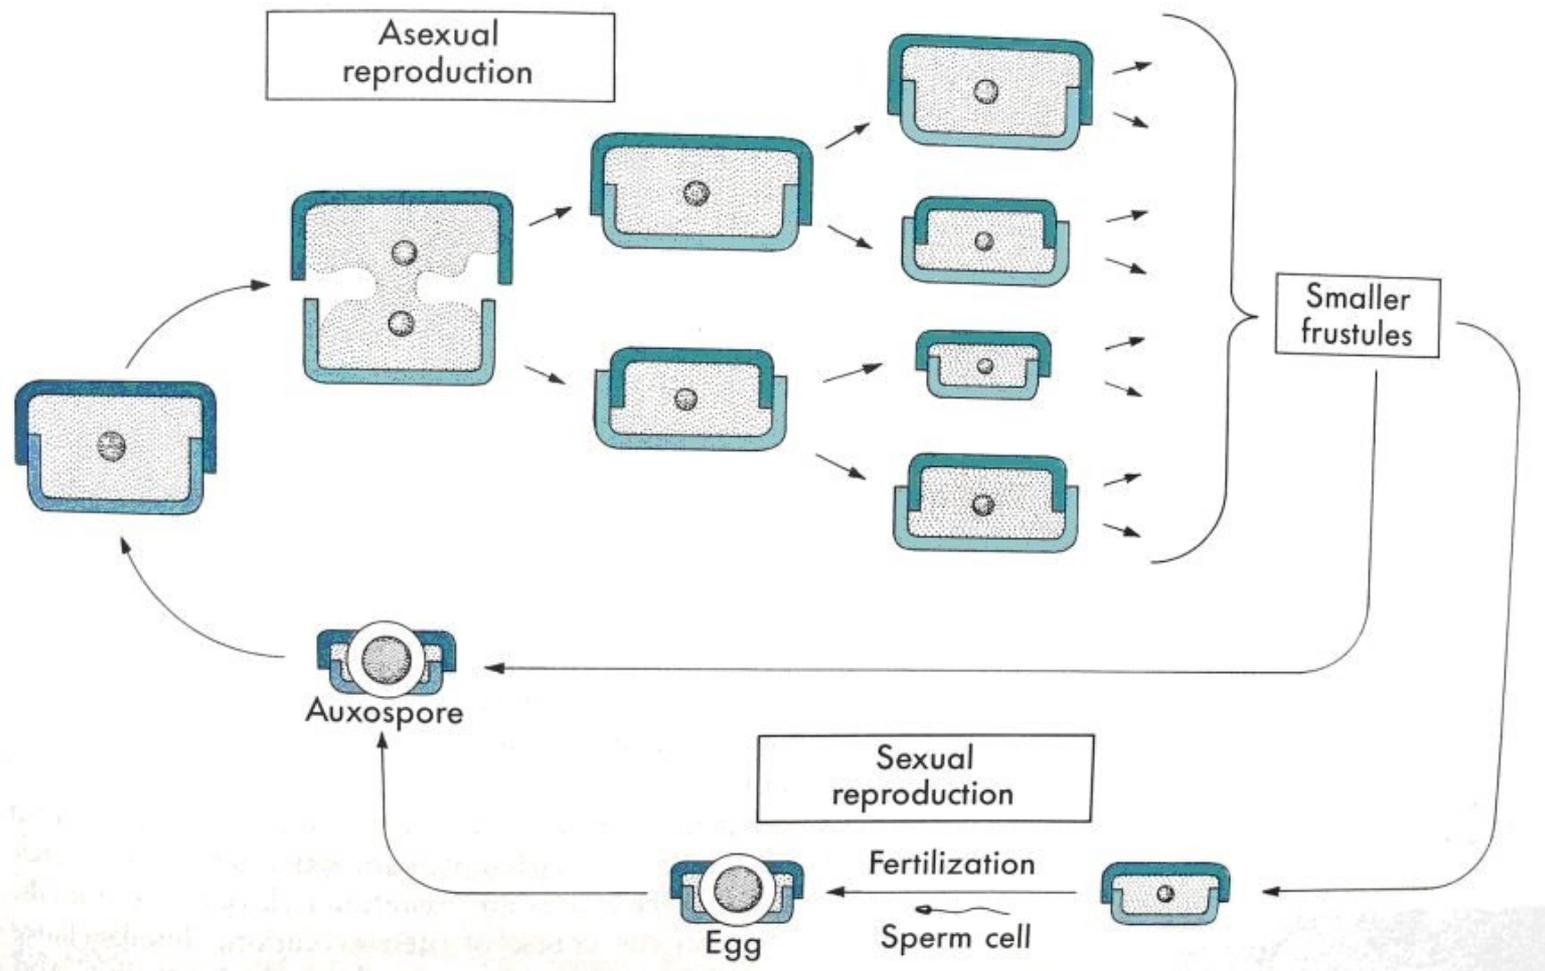 Asexual
reproduction
Smaller
frustules
Auxospore
Sexual
reproduction
Fertilization
Sperm cell
Egg